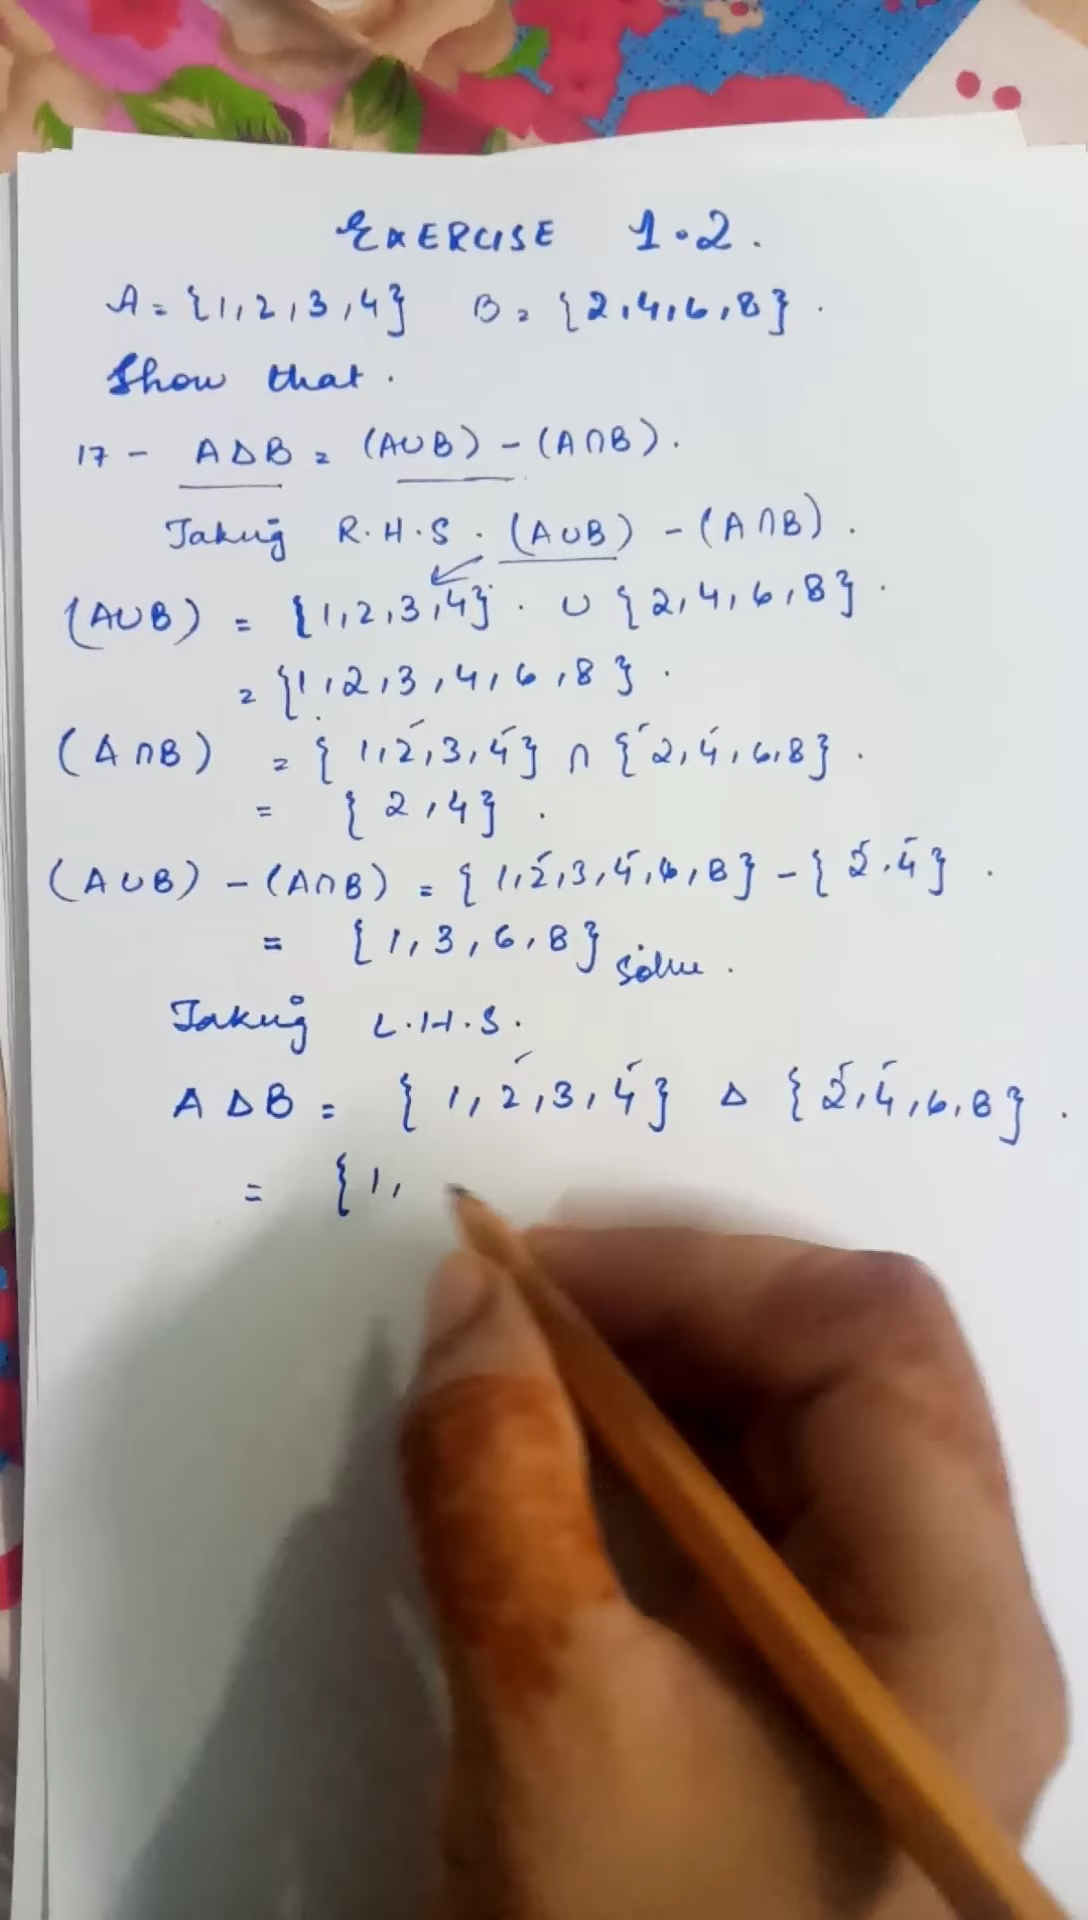 EXERCISE 1.2.
A = {1,2,3,4} B = {2,4,6,8}.
Show that.
17 - A Δ B = (A∪B) - (A∩B).
Taking R.H.S. (A∪B) - (A∩B).
(A∪B) = {1,2,3,4}. ∪ {2,4,6,8}.
= {1,2,3,4,6,8}.
(A∩B) = {1,2,3,4} ∩ {2,4,6,8}.
= {2,4}.
(A∪B) - (A∩B) = {1,2,3,4,6,8} - {2,4}.
= {1,3,6,8}
Taking L.H.S.
A Δ B = {1,2,3,4} Δ {2,4,6,8}.
= {1,